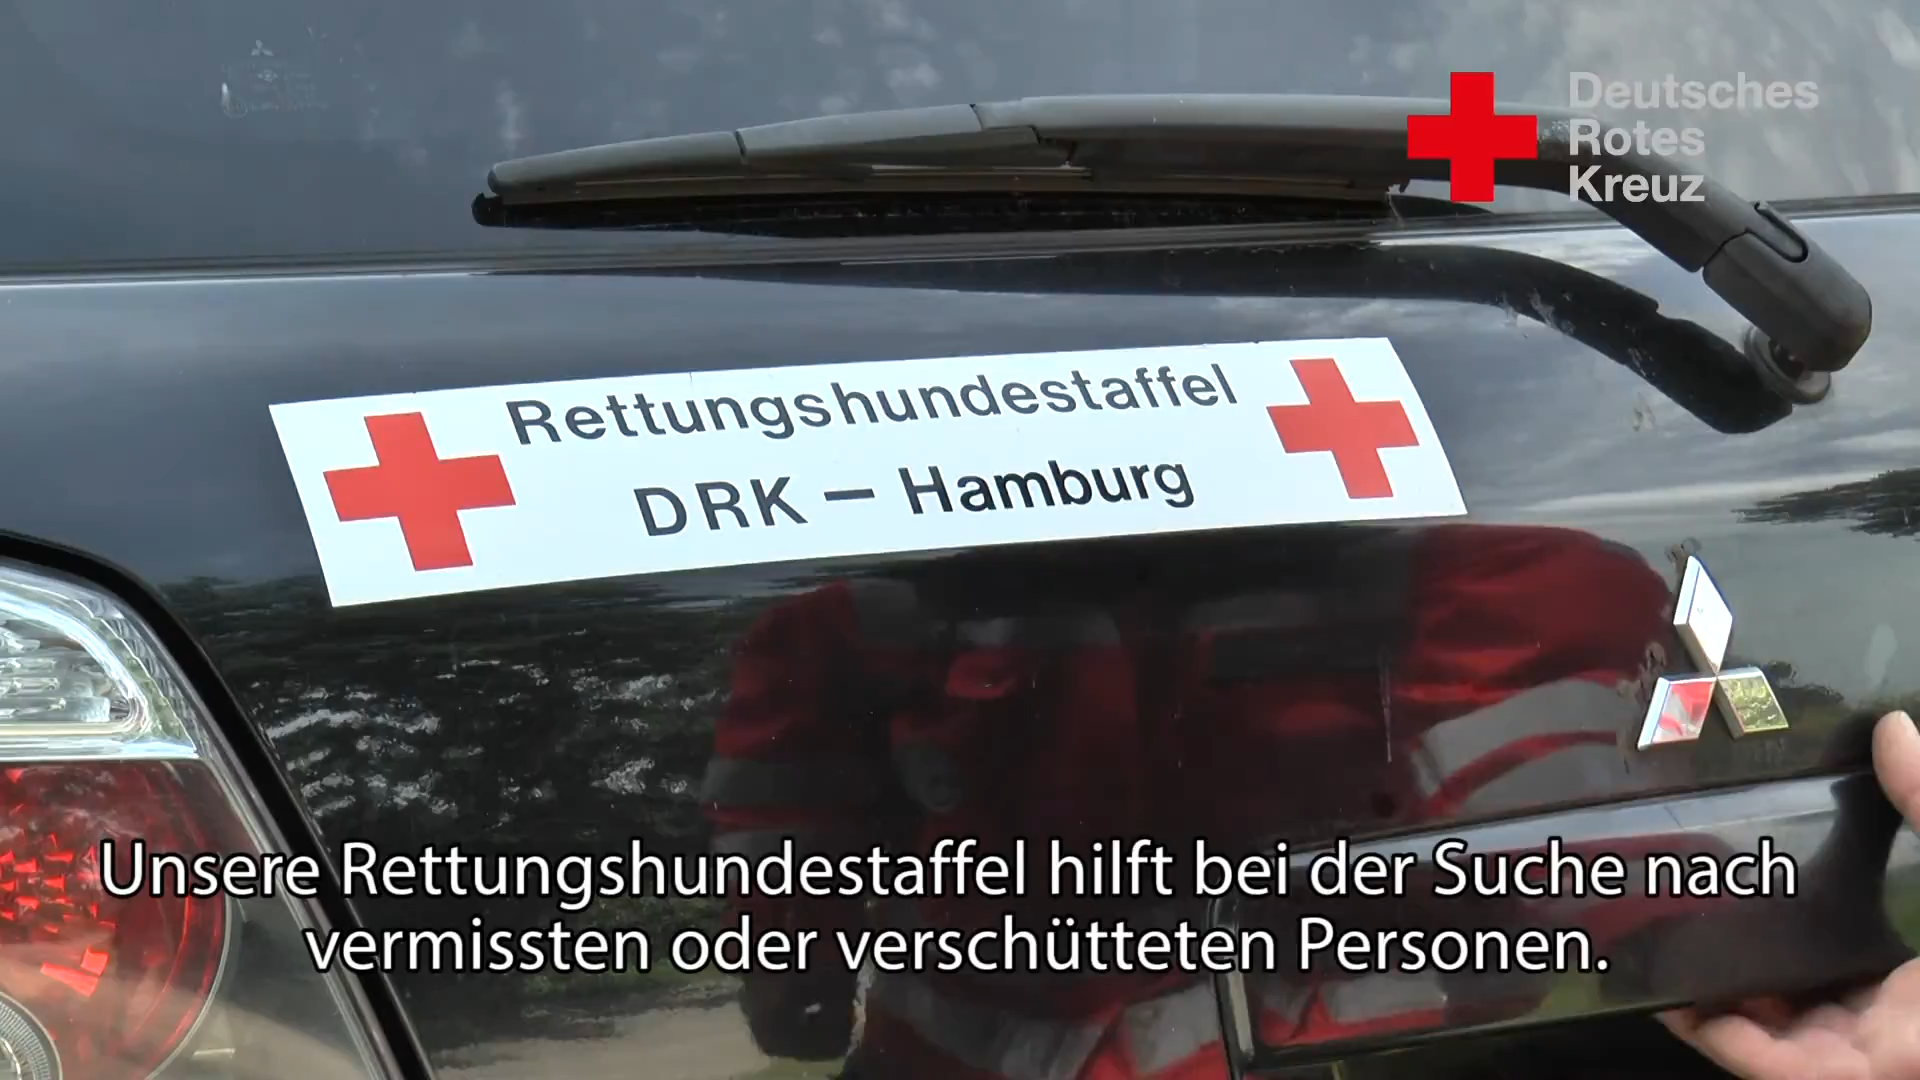 Deutsches
Rotes
Kreuz
Rettungshundestaffel
DRK – Hamburg
Unsere Rettungshundestaffel hilft bei der Suche nach
vermissten oder verschütteten Personen.